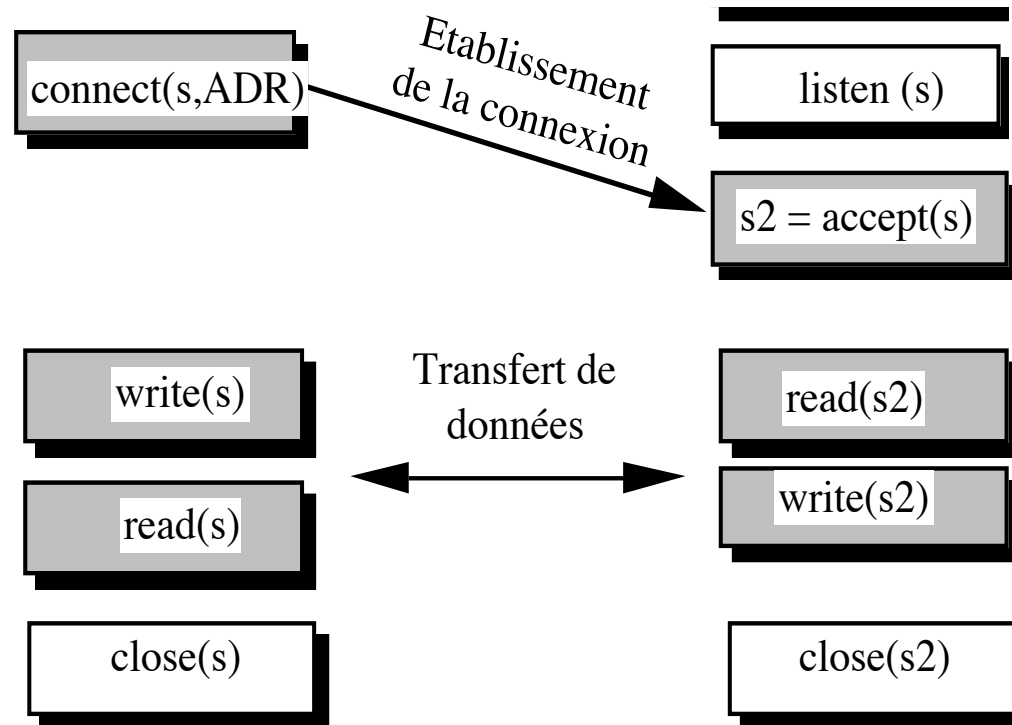 connect(s,ADR)
Etablissement
de la connexion
listen (s)
s2 = accept(s)
write(s)
Transfert de
données
read(s2)
read(s)
write(s2)
close(s)
close(s2)